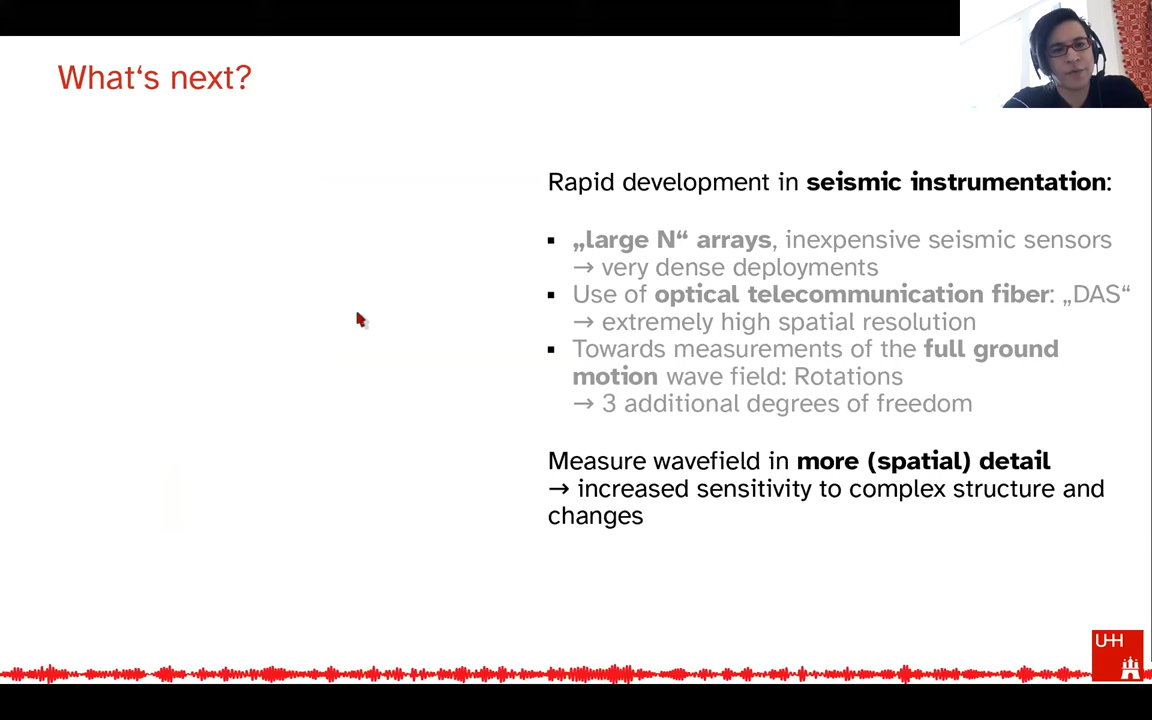 What‘s next?
Rapid development in seismic instrumentation:
▪ „large N“ arrays, inexpensive seismic sensors
→ very dense deployments
▪ Use of optical telecommunication fiber: „DAS“
→ extremely high spatial resolution
▪ Towards measurements of the full ground
motion wave field: Rotations
→ 3 additional degrees of freedom
Measure wavefield in more (spatial) detail
→ increased sensitivity to complex structure and
changes
UHH